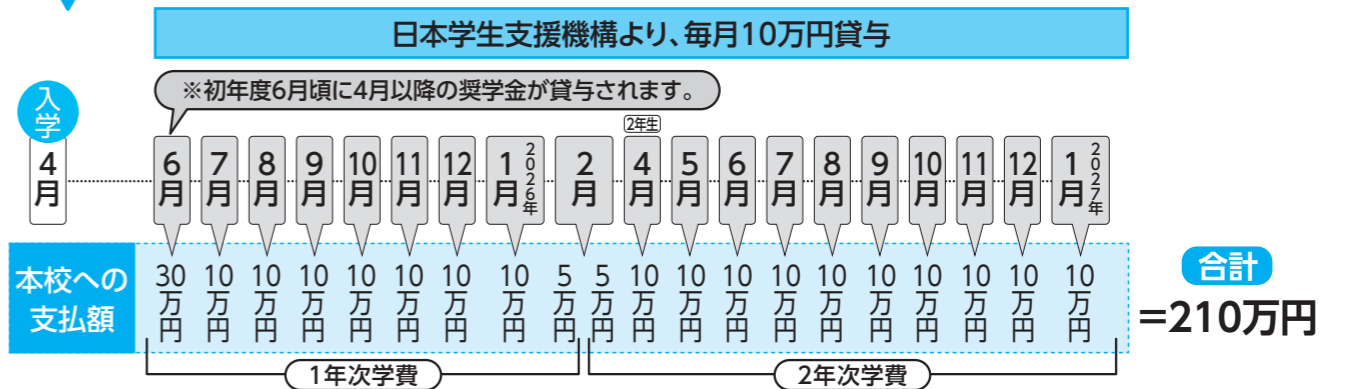 日本学生支援機構より、毎月10万円貸与
※初年度6月頃に4月以降の奨学金が貸与されます。
入学
2年生
4月 6月 7月 8月 9月 10月 11月 12月 1月 2026年 2月 4月 5月 6月 7月 8月 9月 10月 11月 12月 1月 2027年
本校への
支払額
30万円 10万円 10万円 10万円 10万円 10万円 10万円 10万円 5万円 5万円 10万円 10万円 10万円 10万円 10万円 10万円 10万円 10万円 10万円 10万円
合計
=210万円
1年次学費 2年次学費